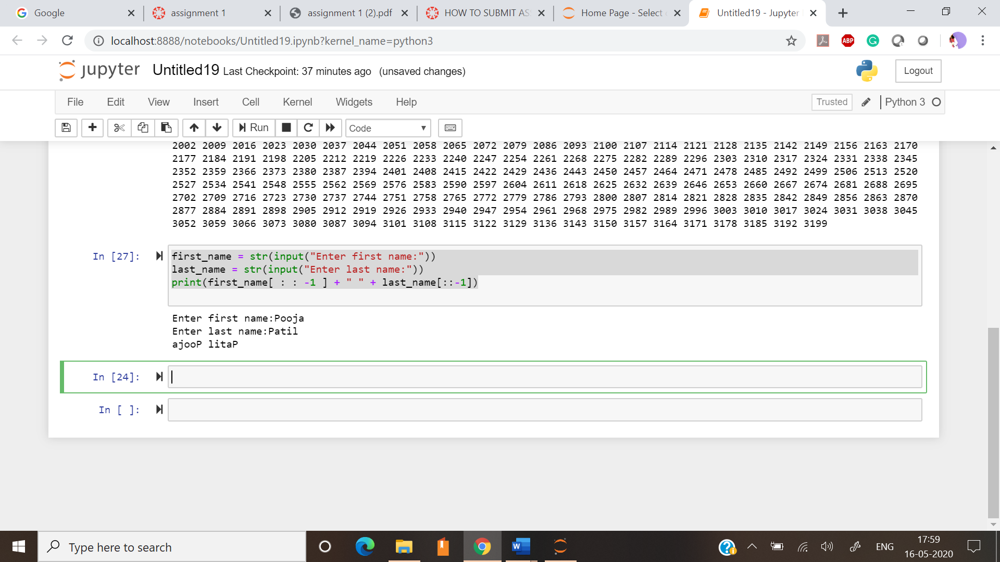 Google
assignment 1
assignment 1 (2).pdf
HOW TO SUBMIT AS
Home Page - Select
Untitled19 - Jupyter
localhost:8888/notebooks/Untitled19.ipynb?kernel_name=python3
ABP
jupyter Untitled19 Last Checkpoint: 37 minutes ago (unsaved changes)
Logout
File Edit View Insert Cell Kernel Widgets Help
Trusted Python 3
Run Code
2002 2009 2016 2023 2030 2037 2044 2051 2058 2065 2072 2079 2086 2093 2100 2107 2114 2121 2128 2135 2142 2149 2156 2163 2170
2177 2184 2191 2198 2205 2212 2219 2226 2233 2240 2247 2254 2261 2268 2275 2282 2289 2296 2303 2310 2317 2324 2331 2338 2345
2352 2359 2366 2373 2380 2387 2394 2401 2408 2415 2422 2429 2436 2443 2450 2457 2464 2471 2478 2485 2492 2499 2506 2513 2520
2527 2534 2541 2548 2555 2562 2569 2576 2583 2590 2597 2604 2611 2618 2625 2632 2639 2646 2653 2660 2667 2674 2681 2688 2695
2702 2709 2716 2723 2730 2737 2744 2751 2758 2765 2772 2779 2786 2793 2800 2807 2814 2821 2828 2835 2842 2849 2856 2863 2870
2877 2884 2891 2898 2905 2912 2919 2926 2933 2940 2947 2954 2961 2968 2975 2982 2989 2996 3003 3010 3017 3024 3031 3038 3045
3052 3059 3066 3073 3080 3087 3094 3101 3108 3115 3122 3129 3136 3143 3150 3157 3164 3171 3178 3185 3192 3199
In [27]: first_name = str(input("Enter first name:"))
last_name = str(input("Enter last name:"))
print(first_name[ : : -1 ] + " " + last_name[::-1])
Enter first name:Pooja
Enter last name:Patil
ajooP litaP
In [24]:
In [ ]:
Type here to search
ENG
17:59
16-05-2020